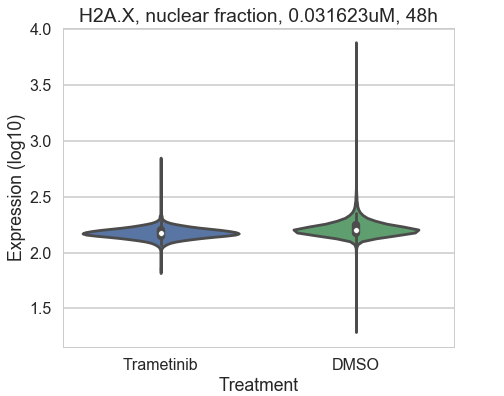 H2A.X, nuclear fraction, 0.031623uM, 48h
4.0
3.5
3.0
2.5
2.0
1.5
Expression (log10)
Trametinib DMSO
Treatment